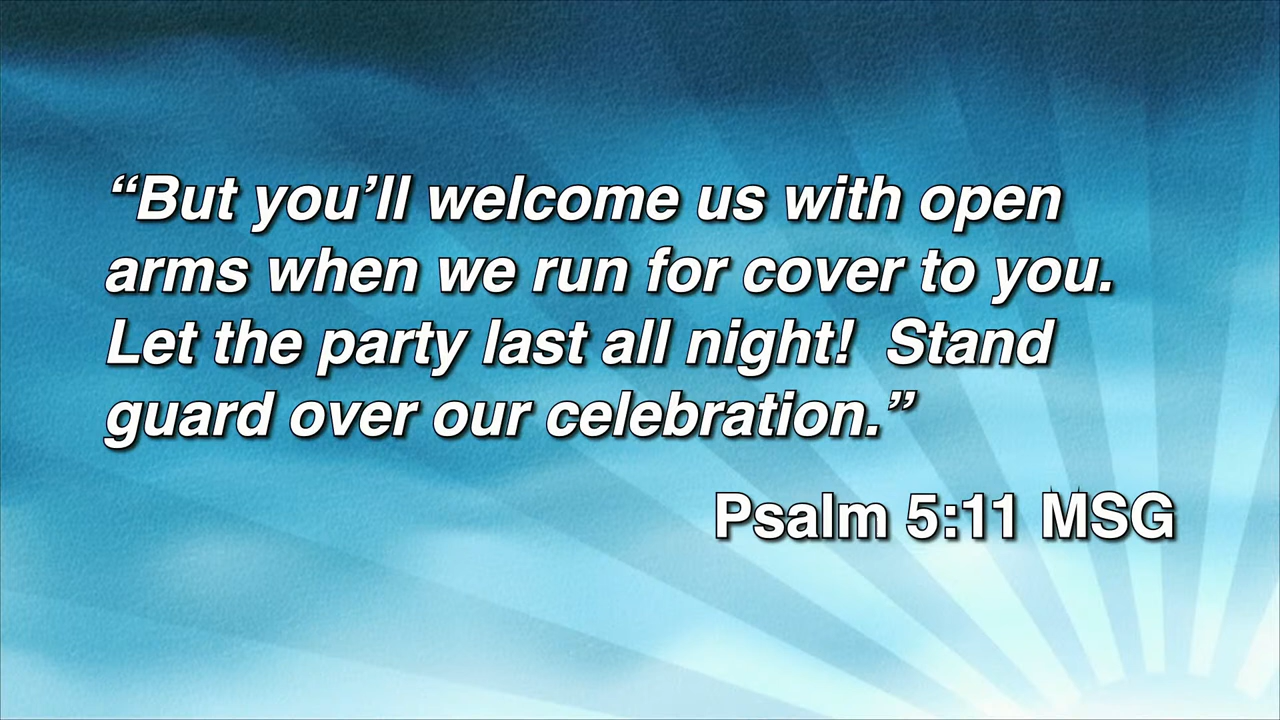 “But you’ll welcome us with open
arms when we run for cover to you.
Let the party last all night!  Stand
guard over our celebration.”
Psalm 5:11 MSG